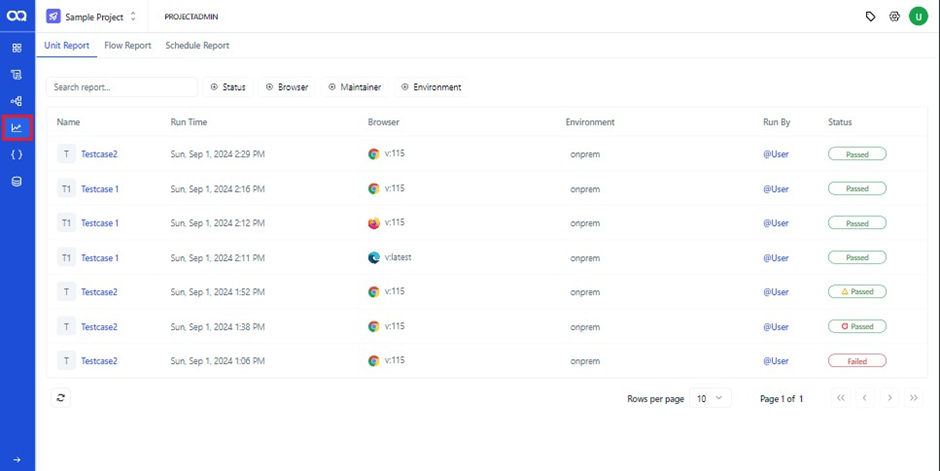 Sample Project PROJECTADMIN U
Unit Report Flow Report Schedule Report
Search report... Status Browser Maintainer Environment
Name Run Time Browser Environment Run By Status
T Testcase2 Sun, Sep 1, 2024 2:29 PM v:115 onprem @User Passed
T1 Testcase 1 Sun, Sep 1, 2024 2:16 PM v:115 onprem @User Passed
T1 Testcase 1 Sun, Sep 1, 2024 2:12 PM v:115 onprem @User Passed
T1 Testcase 1 Sun, Sep 1, 2024 2:11 PM v:latest onprem @User Passed
T Testcase2 Sun, Sep 1, 2024 1:52 PM v:115 onprem @User Passed
T Testcase2 Sun, Sep 1, 2024 1:38 PM v:115 onprem @User Passed
T Testcase2 Sun, Sep 1, 2024 1:06 PM v:115 onprem @User Failed
Rows per page 10 Page 1 of 1